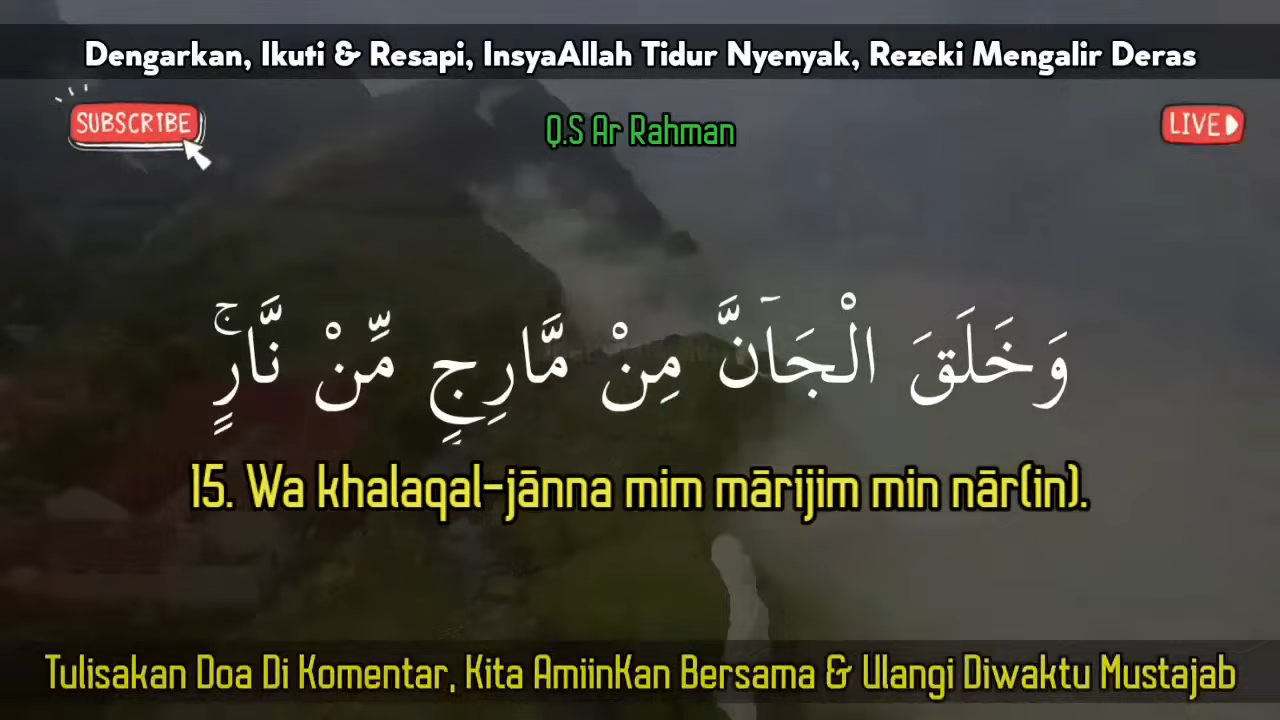 Dengarkan, Ikuti & Resapi, InsyaAllah Tidur Nyenyak, Rezeki Mengalir Deras
SUBSCRIBE
Q.S Ar Rahman
LIVE
وَخَلَقَ الْجَاۤنَّ مِنْ مَّارِجٍ مِّنْ نَّارٍۚ
15. Wa khalaqal-jānna mim mārijim min nār(in).
Tulisakan Doa Di Komentar, Kita AmiinKan Bersama & Ulangi Diwaktu Mustajab